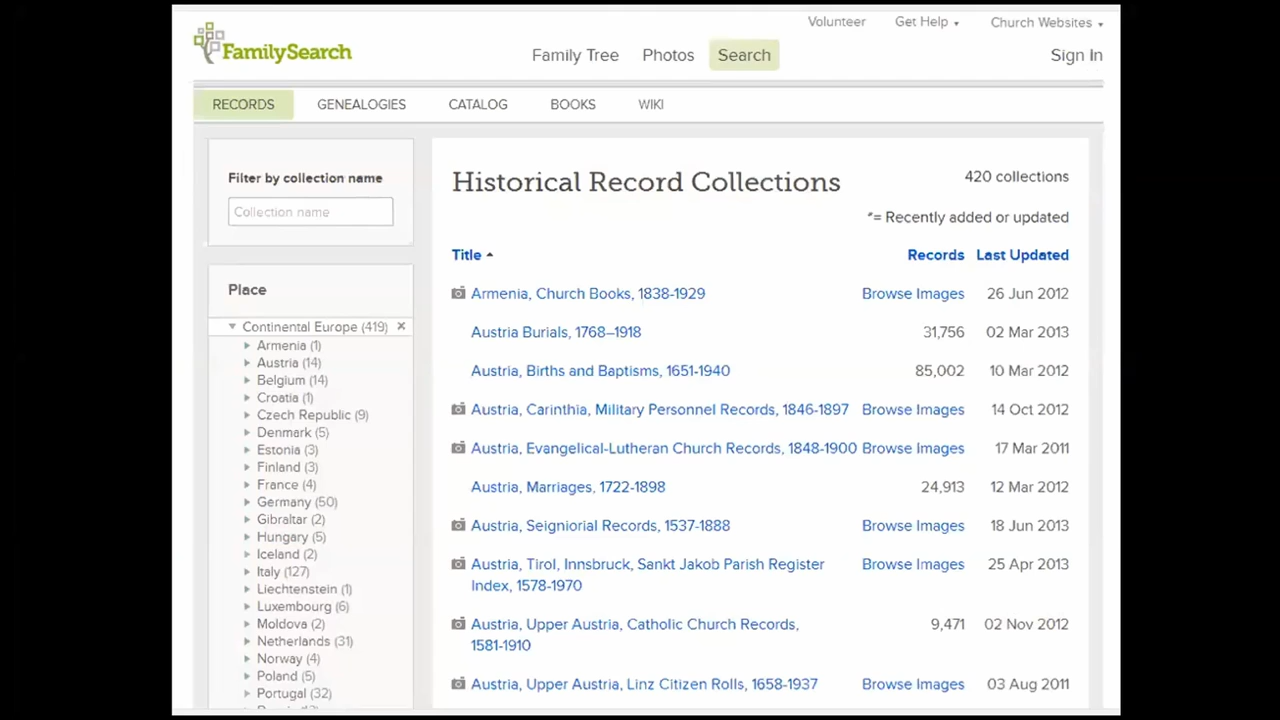 Volunteer Get Help Church Websites
FamilySearch
Family Tree Photos Search Sign In
RECORDS GENEALOGIES CATALOG BOOKS WIKI
Filter by collection name
Collection name
Place
Continental Europe (419) ×
Armenia (1)
Austria (14)
Belgium (14)
Croatia (1)
Czech Republic (9)
Denmark (5)
Estonia (3)
Finland (3)
France (4)
Germany (50)
Gibraltar (2)
Hungary (5)
Iceland (2)
Italy (127)
Liechtenstein (1)
Luxembourg (6)
Moldova (2)
Netherlands (31)
Norway (4)
Poland (5)
Portugal (32)
Historical Record Collections 420 collections
*= Recently added or updated
Title Records Last Updated
Armenia, Church Books, 1838-1929 Browse Images 26 Jun 2012
Austria Burials, 1768–1918 31,756 02 Mar 2013
Austria, Births and Baptisms, 1651-1940 85,002 10 Mar 2012
Austria, Carinthia, Military Personnel Records, 1846-1897 Browse Images 14 Oct 2012
Austria, Evangelical-Lutheran Church Records, 1848-1900 Browse Images 17 Mar 2011
Austria, Marriages, 1722-1898 24,913 12 Mar 2012
Austria, Seigniorial Records, 1537-1888 Browse Images 18 Jun 2013
Austria, Tirol, Innsbruck, Sankt Jakob Parish Register Browse Images 25 Apr 2013
Index, 1578-1970
Austria, Upper Austria, Catholic Church Records, 9,471 02 Nov 2012
1581-1910
Austria, Upper Austria, Linz Citizen Rolls, 1658-1937 Browse Images 03 Aug 2011